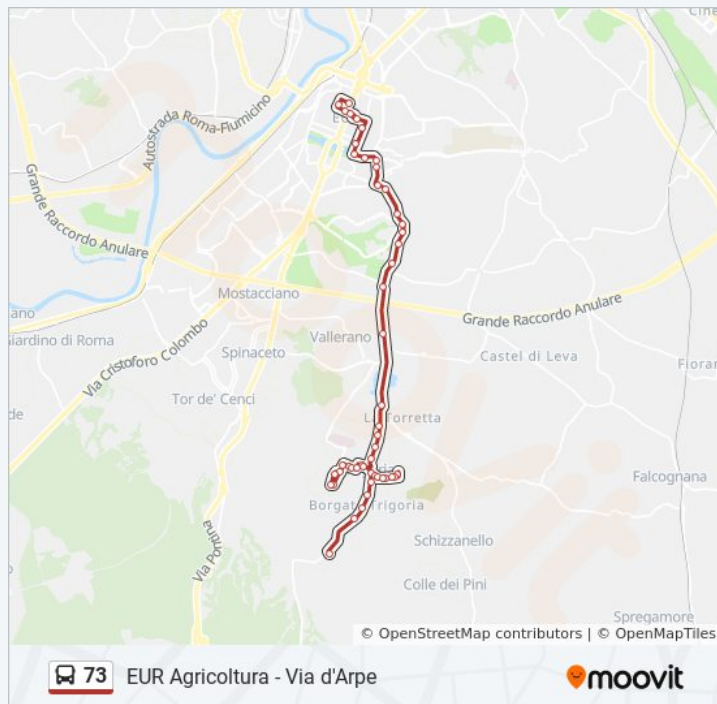 Cine
Autostrada Roma-Fiumicino
E
Grande Raccordo Anulare
Mostacciano
Grande Raccordo Anulare
ano
Giardino di Roma
Via Cristoforo Colombo
Vallerano
Spinaceto
Castel di Leva
Fioran
Tor de' Cenci
de
La Torretta
ria
Falcognana
Borgata Trigoria
Via Pontina
Schizzanello
Colle dei Pini
Spregamore
© OpenStreetMap contributors | © OpenMapTiles
73 EUR Agricoltura - Via d'Arpe
moovit